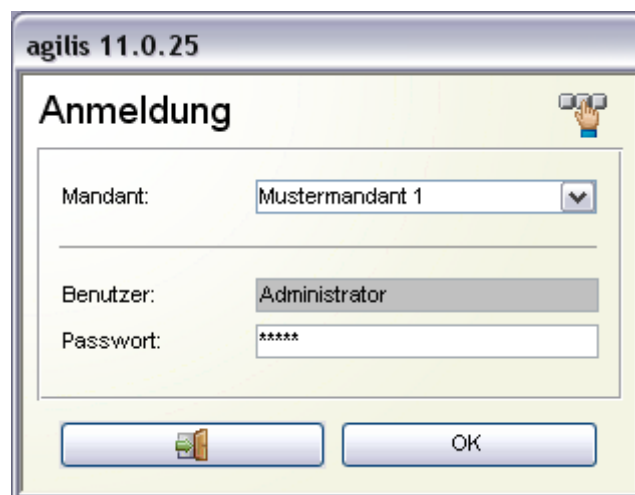 agilis 11.0.25
Anmeldung
Mandant: Mustermandant 1
Benutzer: Administrator
Passwort: *****
OK